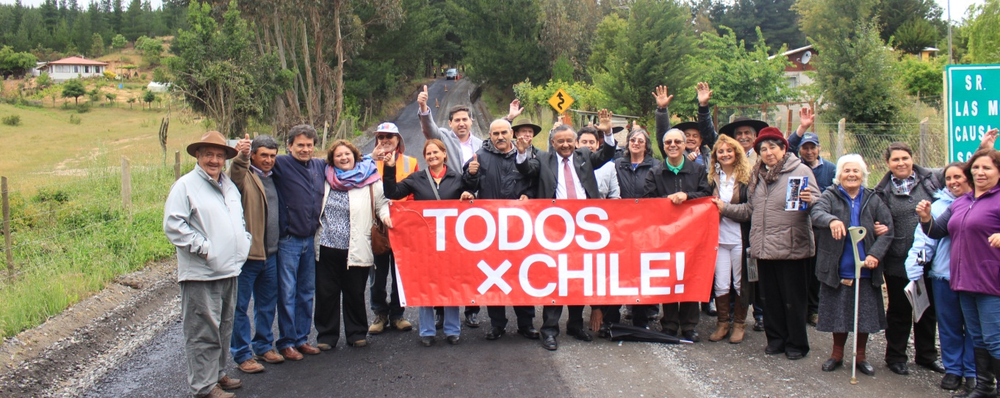 TODOS
×CHILE!
SR.
LAS
CAUSA